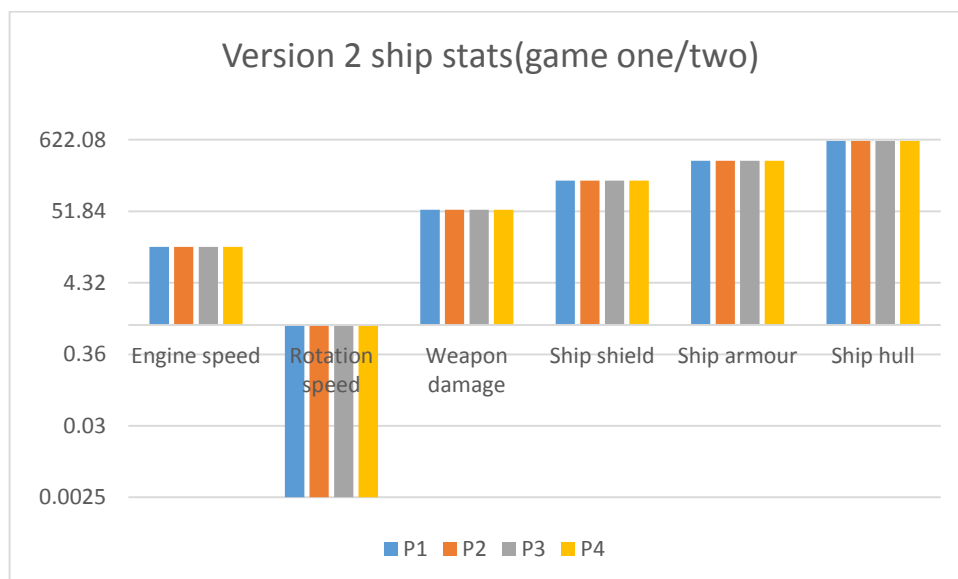 Version 2 ship stats(game one/two)
622.08
51.84
4.32
0.36
0.03
0.0025
Engine speed
Rotation
speed
Weapon
damage
Ship shield
Ship armour
Ship hull
P1 P2 P3 P4